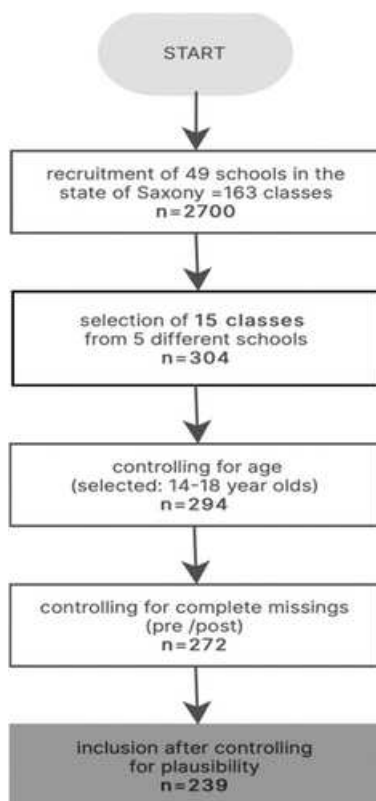 START
recruitment of 49 schools in the
state of Saxony =163 classes
n=2700
selection of 15 classes
from 5 different schools
n=304
controlling for age
(selected: 14-18 year olds)
n=294
controlling for complete missings
(pre /post)
n=272
inclusion after controlling
for plausibility
n=239